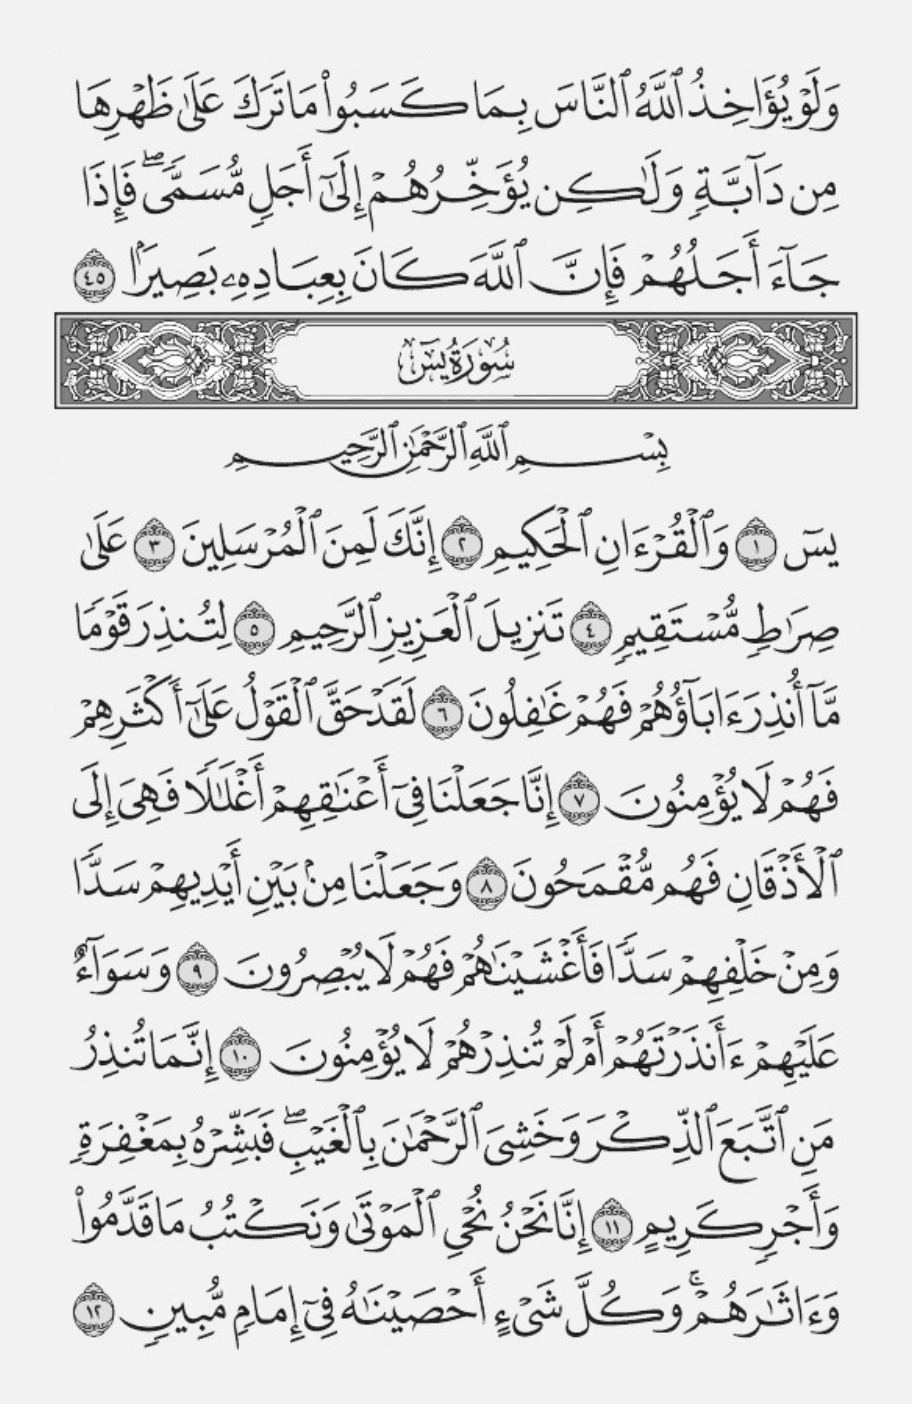 وَلَوْ يُؤَاخِذُ ٱللَّهُ ٱلنَّاسَ بِمَا كَسَبُوا۟ مَا تَرَكَ عَلَىٰ ظَهْرِهَا
مِن دَآبَّةٍ وَلَـٰكِن يُؤَخِّرُهُمْ إِلَىٰٓ أَجَلٍ مُّسَمًّى ۖ فَإِذَا
جَآءَ أَجَلُهُمْ فَإِنَّ ٱللَّهَ كَانَ بِعِبَادِهِۦ بَصِيرًۢا ٤٥
سُورَةُ يسٓ
بِسْمِ ٱللَّهِ ٱلرَّحْمَـٰنِ ٱلرَّحِيمِ
يسٓ ١ وَٱلْقُرْءَانِ ٱلْحَكِيمِ ٢ إِنَّكَ لَمِنَ ٱلْمُرْسَلِينَ ٣ عَلَىٰ
صِرَٰطٍ مُّسْتَقِيمٍ ٤ تَنزِيلَ ٱلْعَزِيزِ ٱلرَّحِيمِ ٥ لِتُنذِرَ قَوْمًا
مَّآ أُنذِرَ ءَابَآؤُهُمْ فَهُمْ غَـٰفِلُونَ ٦ لَقَدْ حَقَّ ٱلْقَوْلُ عَلَىٰٓ أَكْثَرِهِمْ
فَهُمْ لَا يُؤْمِنُونَ ٧ إِنَّا جَعَلْنَا فِىٓ أَعْنَـٰقِهِمْ أَغْلَـٰلًا فَهِىَ إِلَى
ٱلْأَذْقَانِ فَهُم مُّقْمَحُونَ ٨ وَجَعَلْنَا مِنۢ بَيْنِ أَيْدِيهِمْ سَدًّا
وَمِنْ خَلْفِهِمْ سَدًّا فَأَغْشَيْنَـٰهُمْ فَهُمْ لَا يُبْصِرُونَ ٩ وَسَوَآءٌ
عَلَيْهِمْ ءَأَنذَرْتَهُمْ أَمْ لَمْ تُنذِرْهُمْ لَا يُؤْمِنُونَ ١٠ إِنَّمَا تُنذِرُ
مَنِ ٱتَّبَعَ ٱلذِّكْرَ وَخَشِىَ ٱلرَّحْمَـٰنَ بِٱلْغَيْبِ ۖ فَبَشِّرْهُ بِمَغْفِرَةٍ
وَأَجْرٍ كَرِيمٍ ١١ إِنَّا نَحْنُ نُحْىِ ٱلْمَوْتَىٰ وَنَكْتُبُ مَا قَدَّمُوا۟
وَءَاثَـٰرَهُمْ ۚ وَكُلَّ شَىْءٍ أَحْصَيْنَـٰهُ فِىٓ إِمَامٍ مُّبِينٍ ١٢